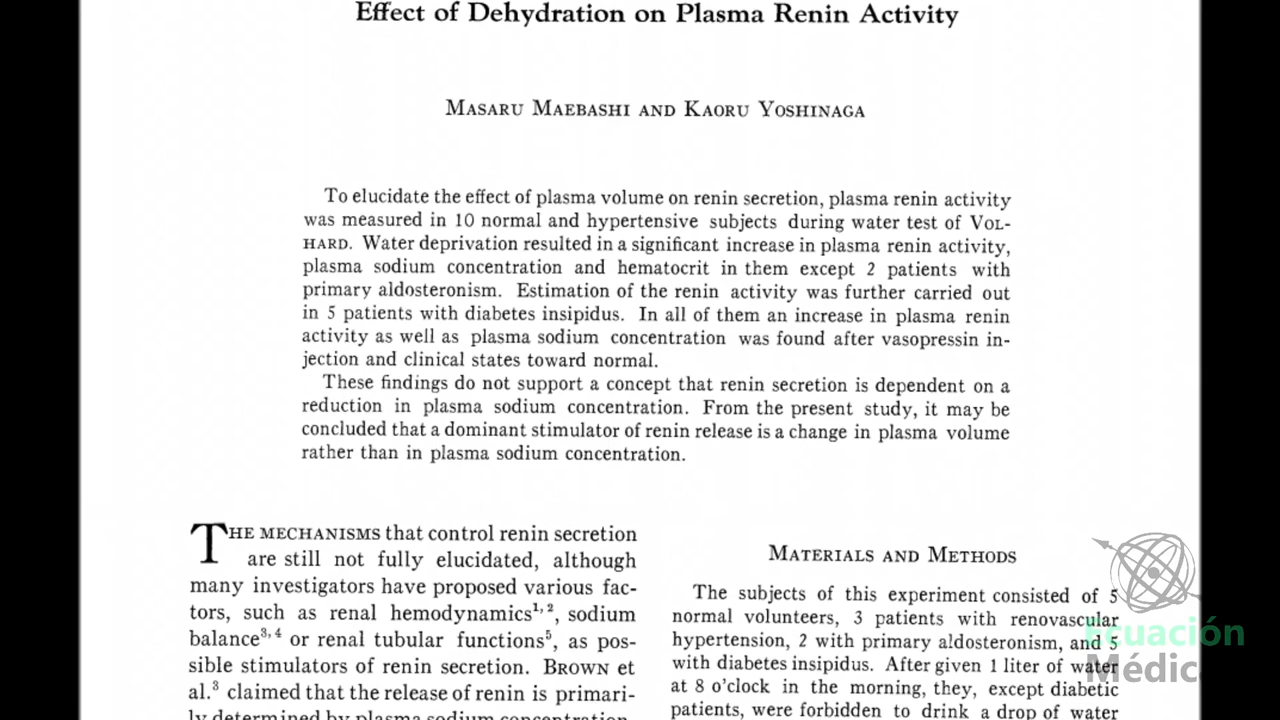 Effect of Dehydration on Plasma Renin Activity
MASARU MAEBASHI AND KAORU YOSHINAGA
To elucidate the effect of plasma volume on renin secretion, plasma renin activity
was measured in 10 normal and hypertensive subjects during water test of VOL-
HARD. Water deprivation resulted in a significant increase in plasma renin activity,
plasma sodium concentration and hematocrit in them except 2 patients with
primary aldosteronism. Estimation of the renin activity was further carried out
in 5 patients with diabetes insipidus. In all of them an increase in plasma renin
activity as well as plasma sodium concentration was found after vasopressin in-
jection and clinical states toward normal.
These findings do not support a concept that renin secretion is dependent on a
reduction in plasma sodium concentration. From the present study, it may be
concluded that a dominant stimulator of renin release is a change in plasma volume
rather than in plasma sodium concentration.
THE MECHANISMS that control renin secretion
are still not fully elucidated, although
many investigators have proposed various fac-
tors, such as renal hemodynamics¹,², sodium
balance³,⁴ or renal tubular functions⁵, as pos-
sible stimulators of renin secretion. BROWN et
al.³ claimed that the release of renin is primari-
ly determined by plasma sodium concentration.
MATERIALS AND METHODS
The subjects of this experiment consisted of 5
normal volunteers, 3 patients with renovascular
hypertension, 2 with primary aldosteronism, and 5
with diabetes insipidus. After given 1 liter of water
at 8 o'clock in the morning, they, except diabetic
patients, were forbidden to drink a drop of water
Ecuación
Médic